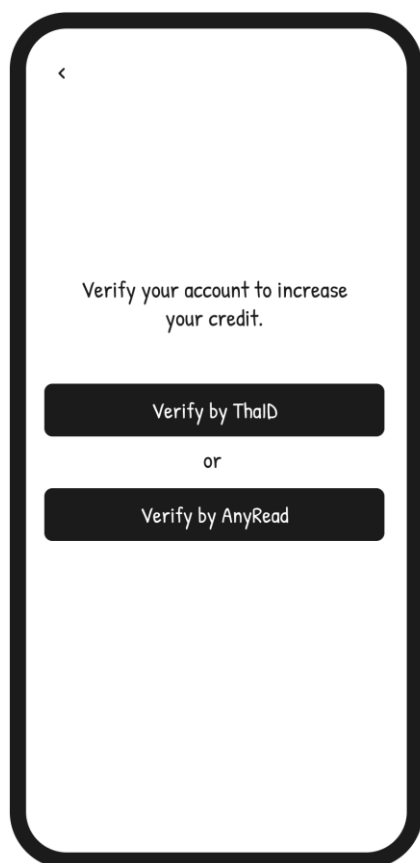 Verify your account to increase
your credit.
Verify by ThaID
or
Verify by AnyRead